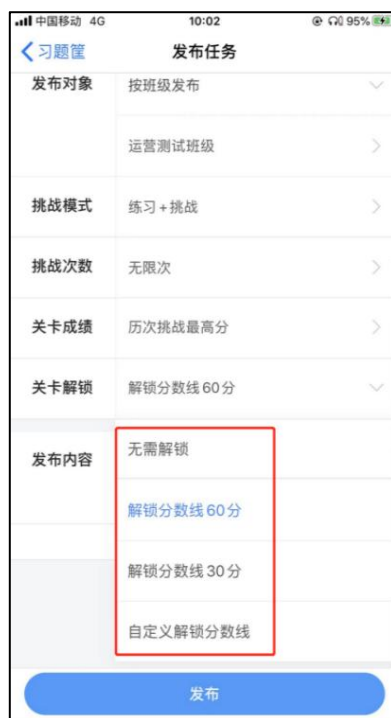 中国移动 4G 10:02 95%
习题筐 发布任务
发布对象 按班级发布
运营测试班级
挑战模式 练习+挑战
挑战次数 无限次
关卡成绩 历次挑战最高分
关卡解锁 解锁分数线60分
发布内容 无需解锁
解锁分数线60分
解锁分数线30分
自定义解锁分数线
发布